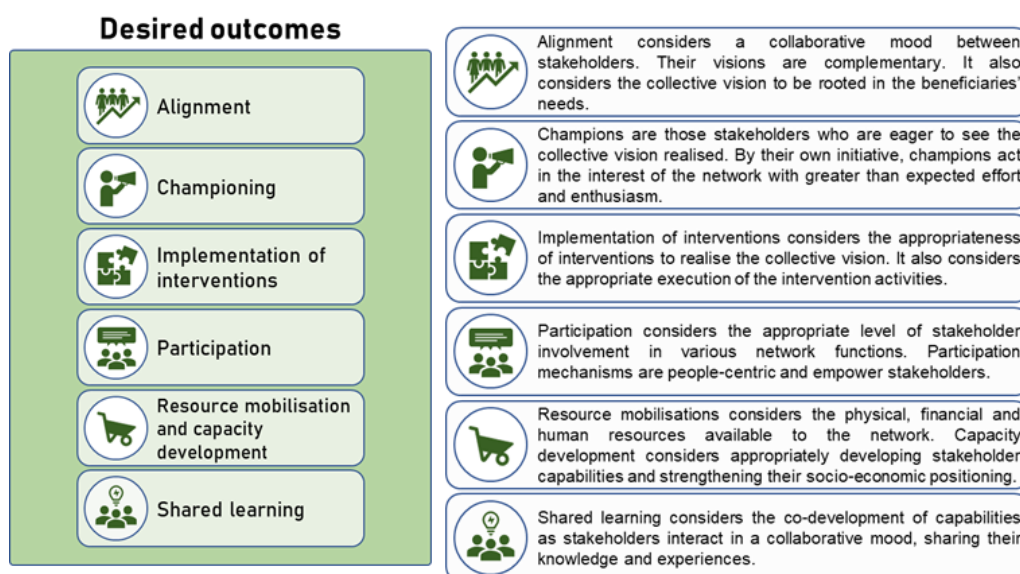 Desired outcomes
Alignment
Championing
Implementation of
interventions
Participation
Resource mobilisation
and capacity
development
Shared learning
Alignment considers a collaborative mood between
stakeholders. Their visions are complementary. It also
considers the collective vision to be rooted in the beneficiaries'
needs.
Champions are those stakeholders who are eager to see the
collective vision realised. By their own initiative, champions act
in the interest of the network with greater than expected effort
and enthusiasm.
Implementation of interventions considers the appropriateness
of interventions to realise the collective vision. It also considers
the appropriate execution of the intervention activities.
Participation considers the appropriate level of stakeholder
involvement in various network functions. Participation
mechanisms are people-centric and empower stakeholders.
Resource mobilisations considers the physical, financial and
human resources available to the network. Capacity
development considers appropriately developing stakeholder
capabilities and strengthening their socio-economic positioning.
Shared learning considers the co-development of capabilities
as stakeholders interact in a collaborative mood, sharing their
knowledge and experiences.